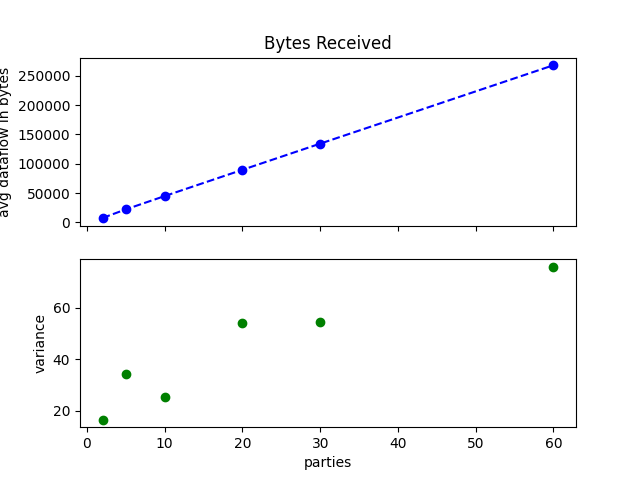 Bytes Received
avg dataflow in bytes
250000
200000
150000
100000
50000
0
variance
60
40
20
0 10 20 30 40 50 60
parties